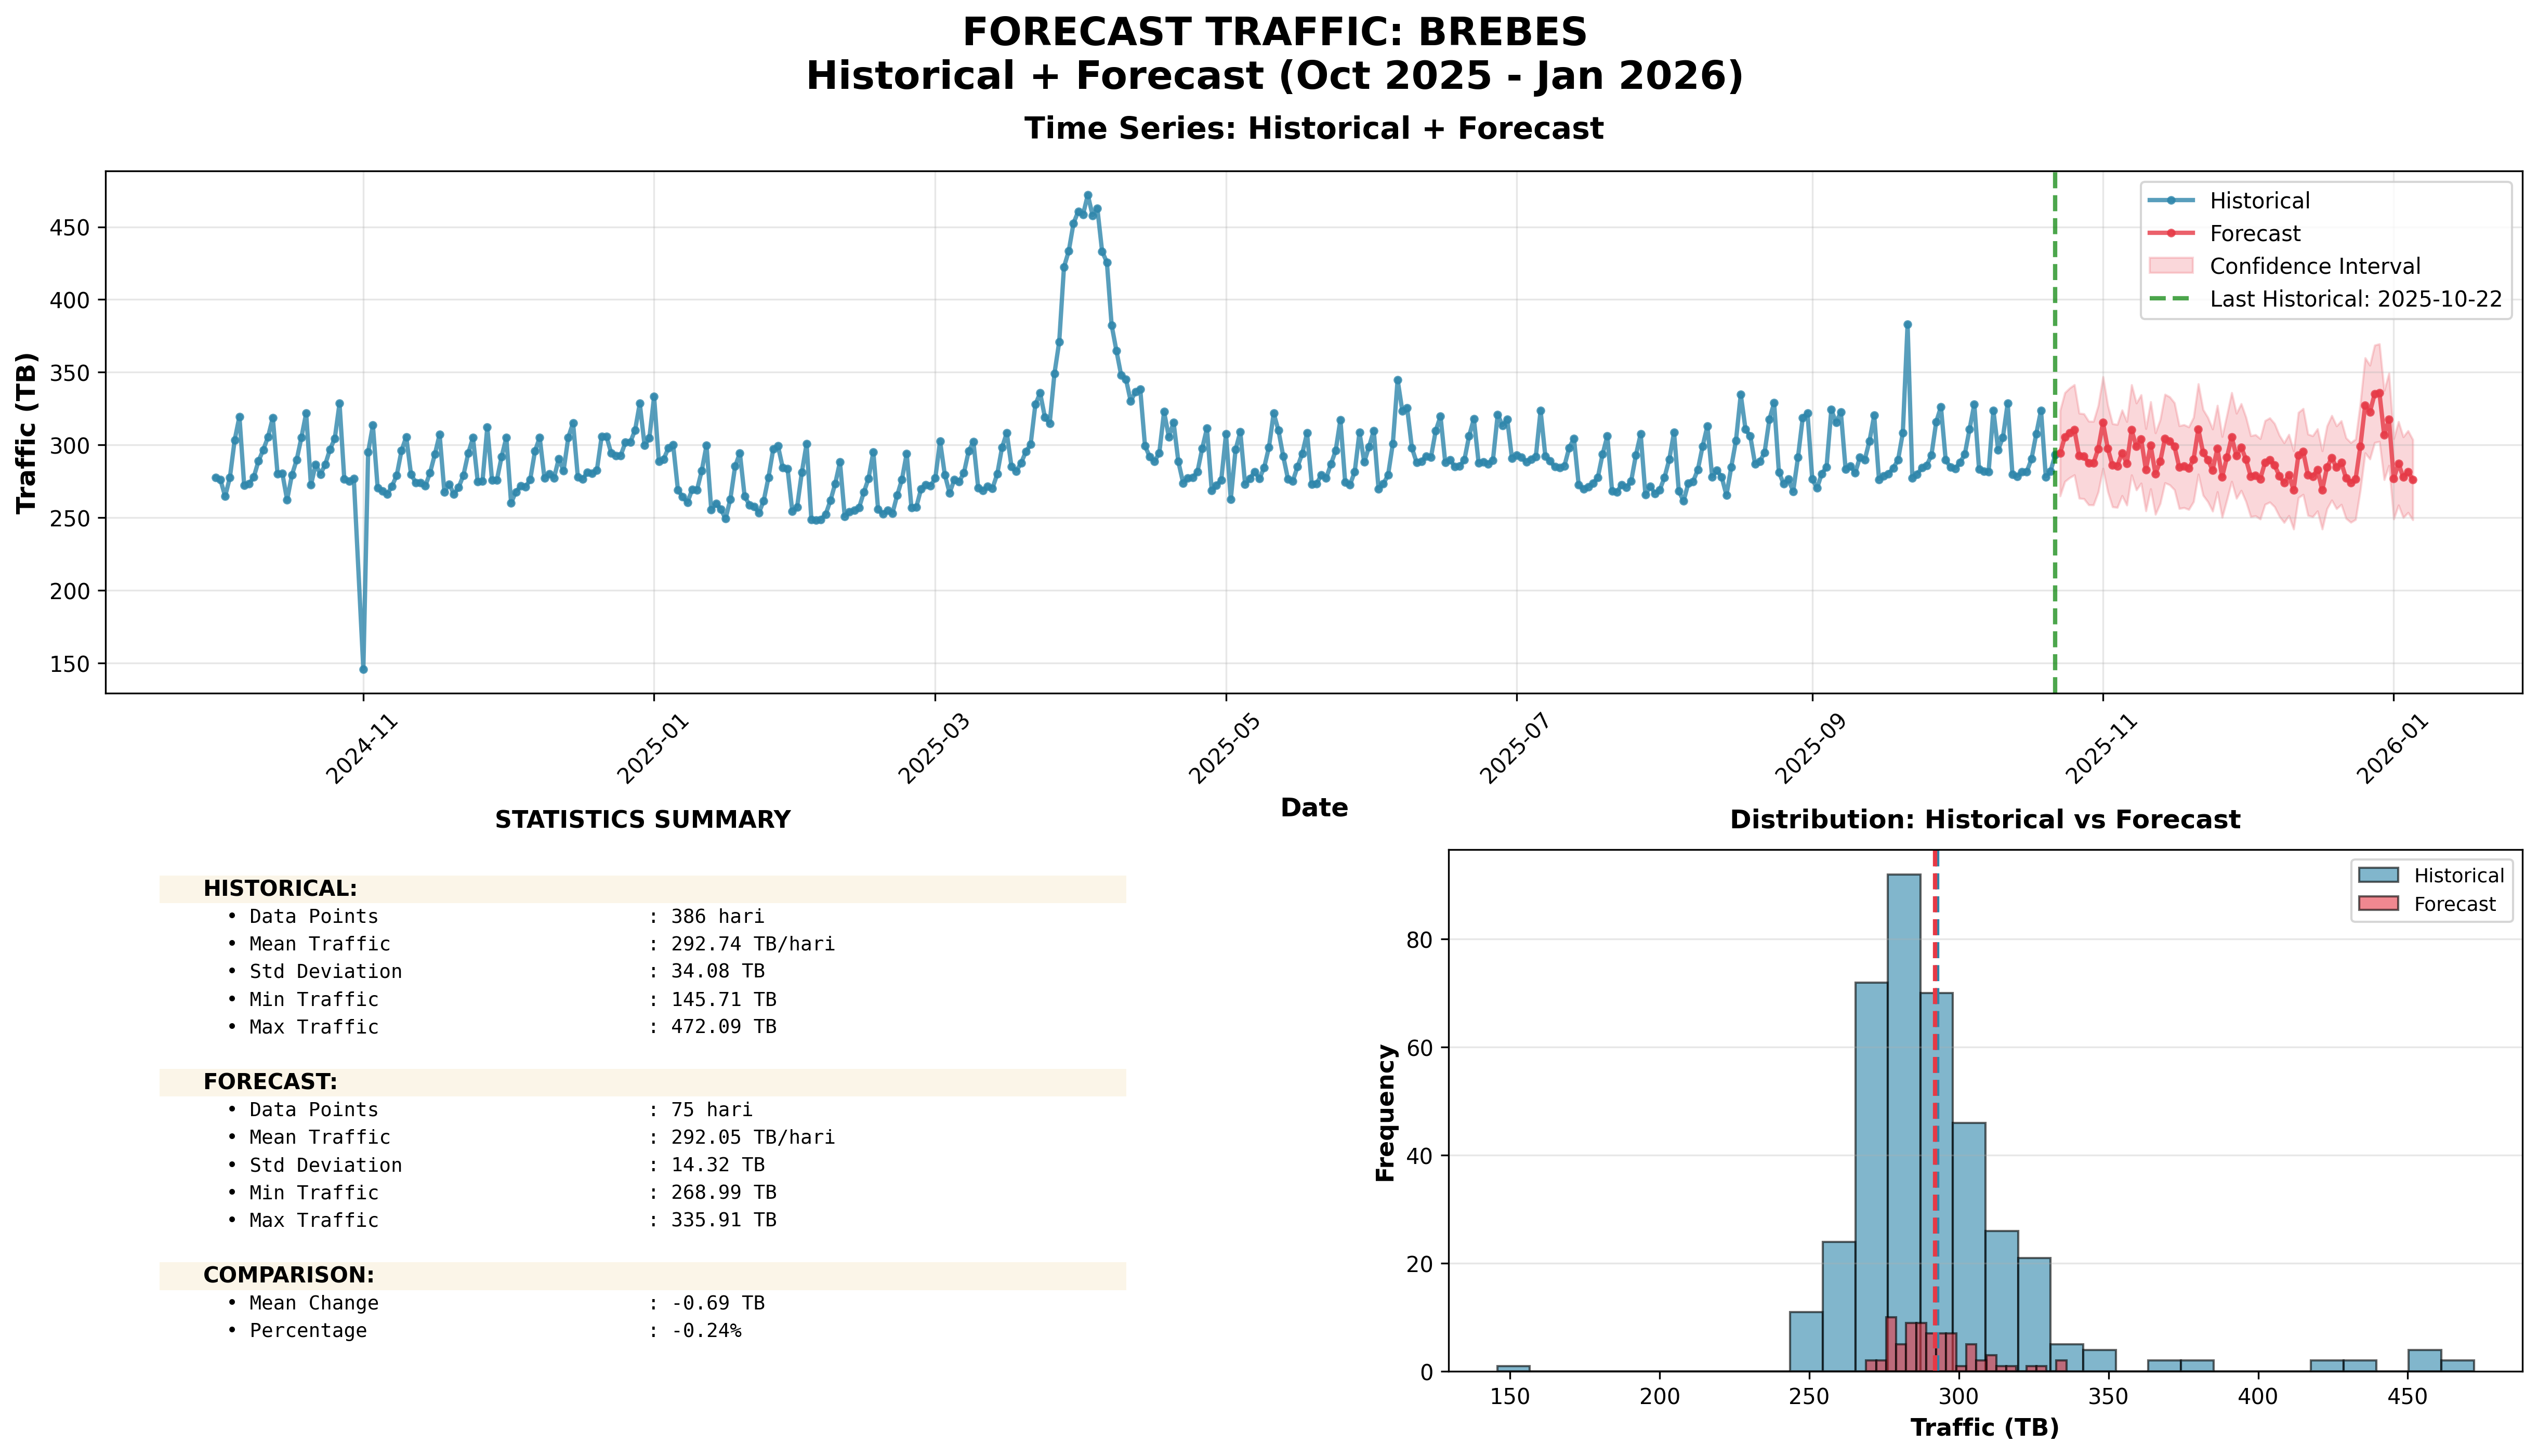 FORECAST TRAFFIC: BREBES
Historical + Forecast (Oct 2025 - Jan 2026)
Time Series: Historical + Forecast
Traffic (TB)
450
400
350
300
250
200
150
Historical
Forecast
Confidence Interval
Last Historical: 2025-10-22
2024-11
2025-01
2025-03
2025-05
2025-07
2025-09
2025-11
2026-01
Date
STATISTICS SUMMARY
HISTORICAL:
• Data Points : 386 hari
• Mean Traffic : 292.74 TB/hari
• Std Deviation : 34.08 TB
• Min Traffic : 145.71 TB
• Max Traffic : 472.09 TB
FORECAST:
• Data Points : 75 hari
• Mean Traffic : 292.05 TB/hari
• Std Deviation : 14.32 TB
• Min Traffic : 268.99 TB
• Max Traffic : 335.91 TB
COMPARISON:
• Mean Change : -0.69 TB
• Percentage : -0.24%
Distribution: Historical vs Forecast
Historical
Forecast
Frequency
80
60
40
20
0
150
200
250
300
350
400
450
Traffic (TB)